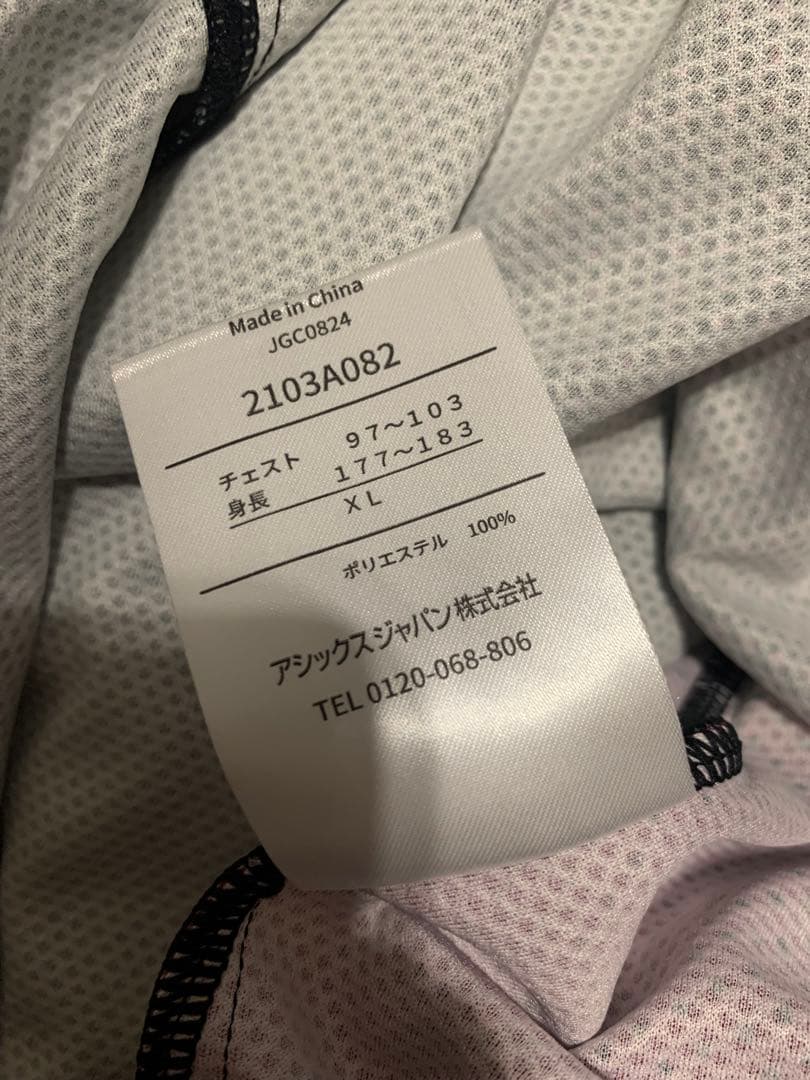 Made in China
JGC0824
2103A082
チェスト 97～103
身長 177～183
XL
ポリエステル 100%
アシックスジャパン株式会社
TEL 0120-068-806